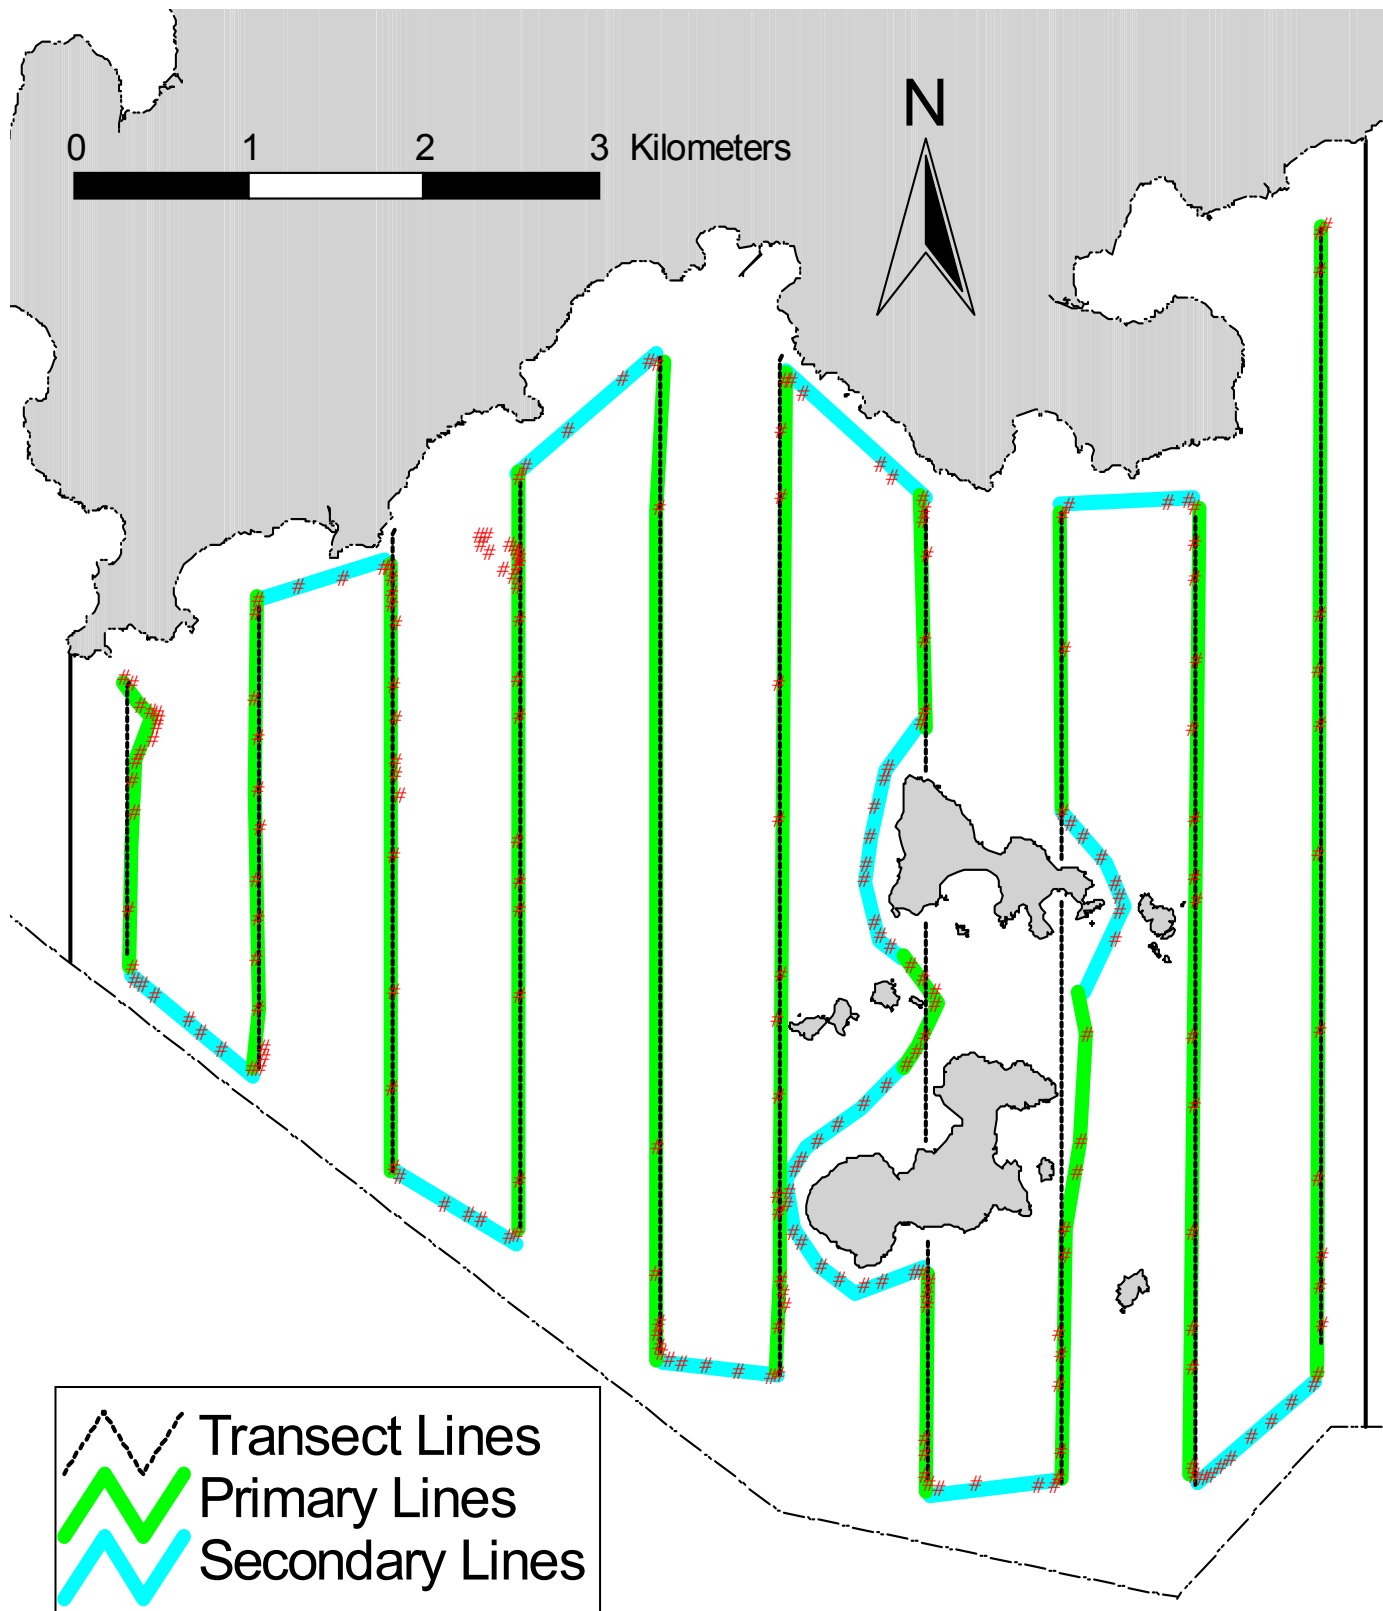 N
0 1 2 3 Kilometers
Transect Lines
Primary Lines
Secondary Lines